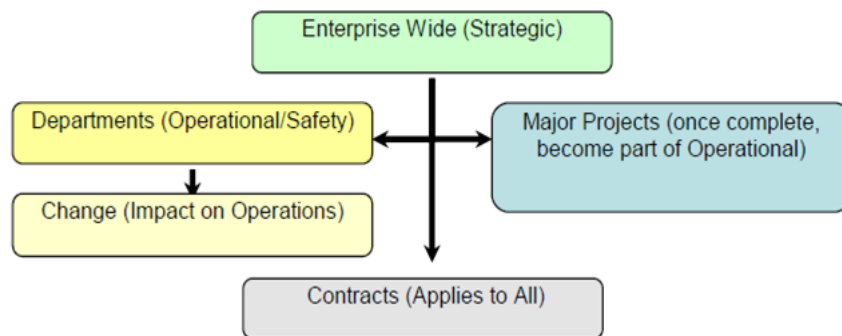 Enterprise Wide (Strategic)
Departments (Operational/Safety)
Major Projects (once complete,
become part of Operational)
Change (Impact on Operations)
Contracts (Applies to All)